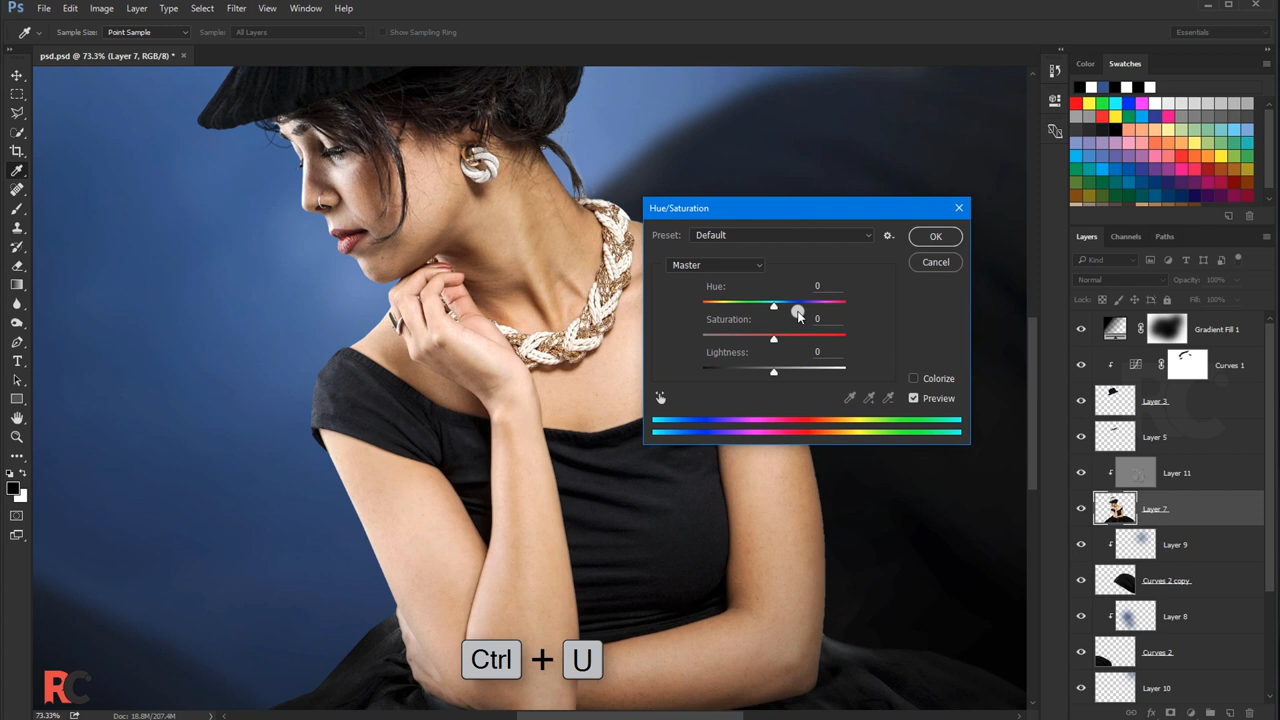 Ps File Edit Image Layer Type Select Filter View Window Help
Sample Size: Point Sample Sample: All Layers Show Sampling Ring Essentials
psd.psd @ 73.3% (Layer 7, RGB/8) * ×
Color Swatches
Hue/Saturation
Preset: Default OK
Layers Channels Paths
Master Cancel
Kind
Normal Opacity: 100%
Hue: 0
Lock: Fill: 100%
Saturation: 0
Gradient Fill 1
Lightness: 0
Curves 1
Colorize
Preview
Layer 3
Layer 5
Layer 11
Layer 7
Layer 9
Curves 2 copy
Layer 8
Curves 2
Ctrl + U
RC
Layer 10
73.33% Doc: 18.8M/207.4M